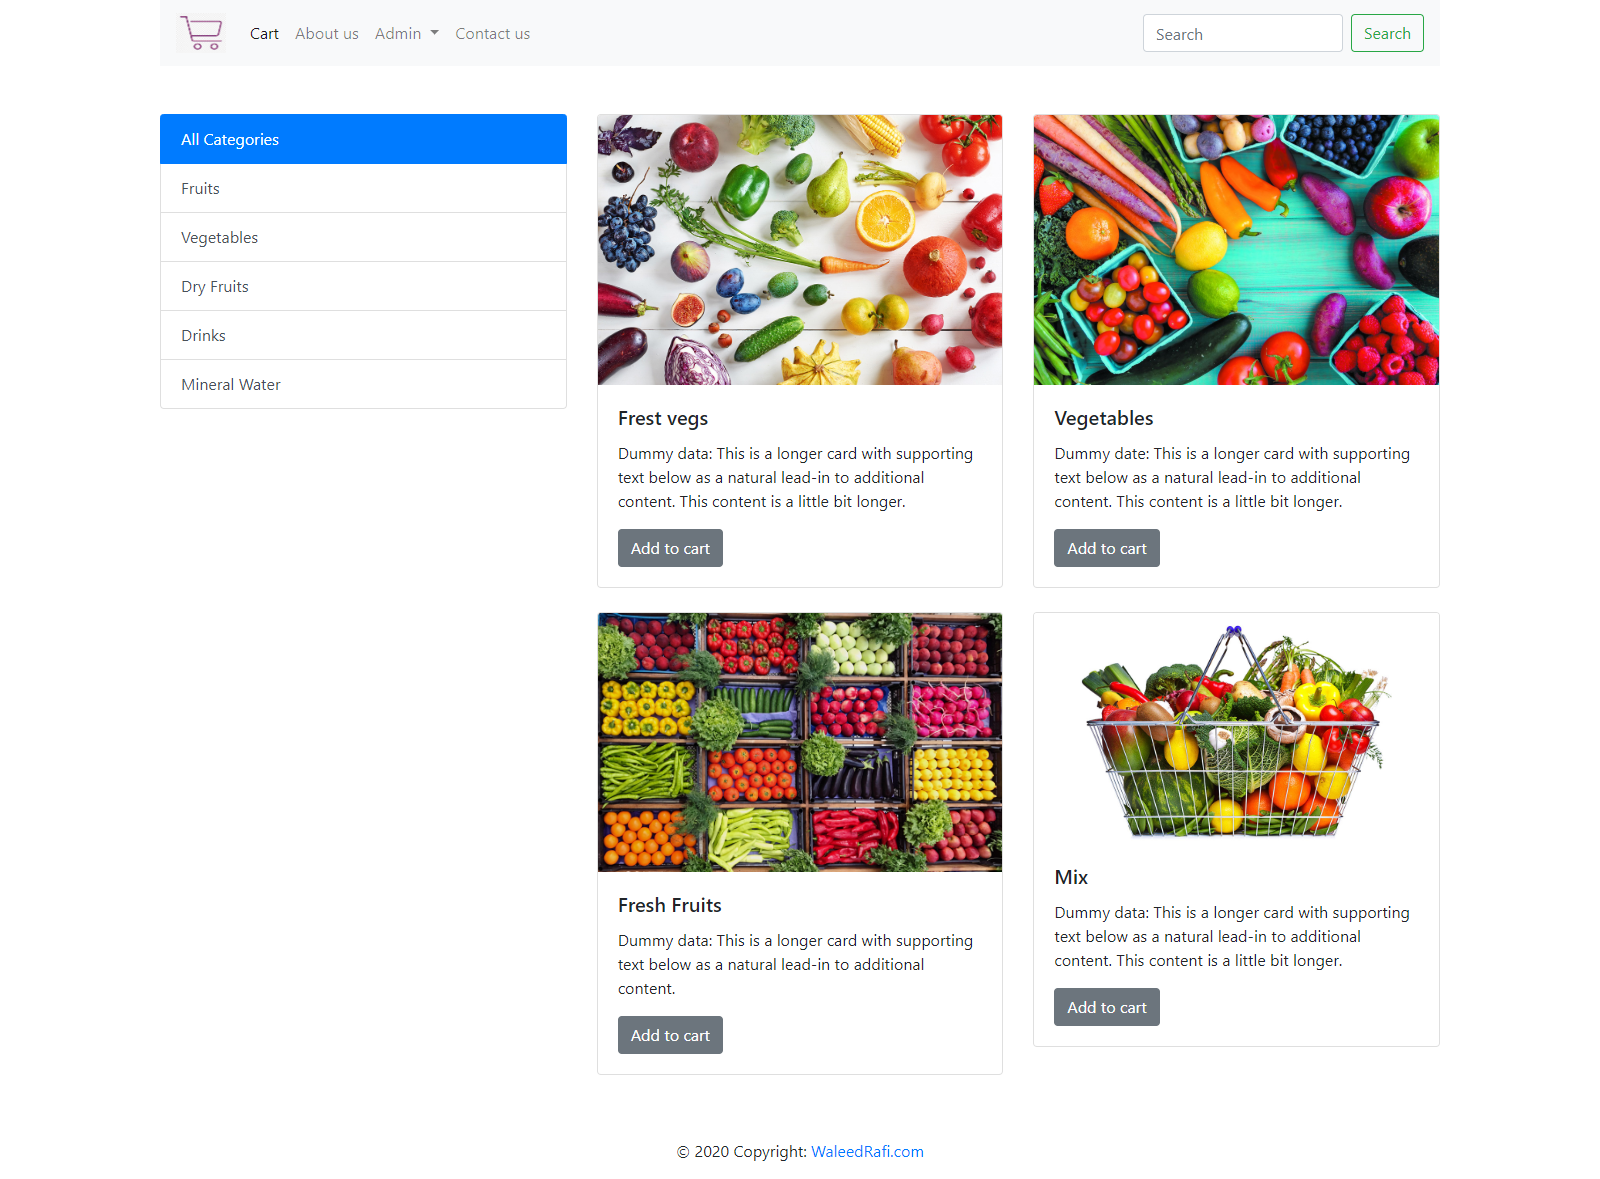 Cart About us Admin Contact us Search Search
All Categories
Fruits
Vegetables
Dry Fruits
Drinks
Mineral Water
Frest vegs
Dummy data: This is a longer card with supporting
text below as a natural lead-in to additional
content. This content is a little bit longer.
Add to cart
Vegetables
Dummy date: This is a longer card with supporting
text below as a natural lead-in to additional
content. This content is a little bit longer.
Add to cart
Fresh Fruits
Dummy data: This is a longer card with supporting
text below as a natural lead-in to additional
content.
Add to cart
Mix
Dummy data: This is a longer card with supporting
text below as a natural lead-in to additional
content. This content is a little bit longer.
Add to cart
© 2020 Copyright: WaleedRafi.com